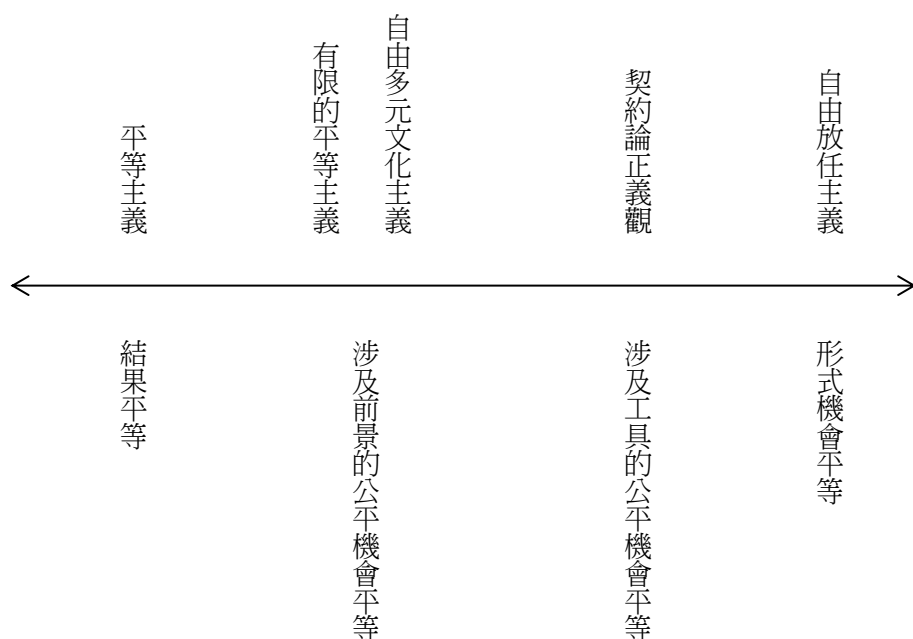 平等主義
有限的平等主義
自由多元文化主義
契約論正義觀
自由放任主義
結果平等
涉及前景的公平機會平等
涉及工具的公平機會平等
形式機會平等